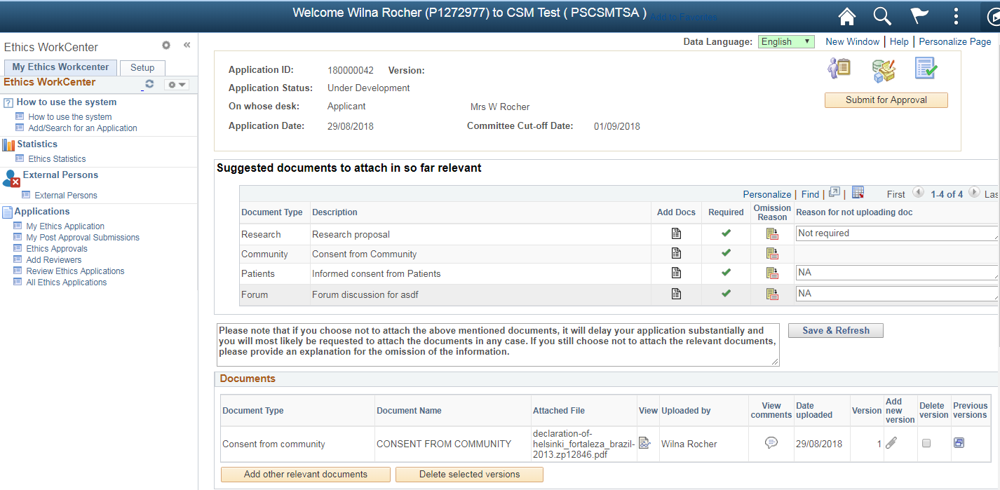 Welcome Wilna Rocher (P1272977) to CSM Test ( PSCSMTSA )
Add to Favorites
Ethics WorkCenter
«
My Ethics Workcenter
Setup
Ethics WorkCenter
How to use the system
How to use the system
Add/Search for an Application
Statistics
Ethics Statistics
External Persons
External Persons
Applications
My Ethics Application
My Post Approval Submissions
Ethics Approvals
Add Reviewers
Review Ethics Applications
All Ethics Applications
Data Language: English New Window | Help | Personalize Page
Application ID: 180000042 Version:
Application Status: Under Development
On whose desk: Applicant Mrs W Rocher
Application Date: 29/08/2018 Committee Cut-off Date: 01/09/2018
Submit for Approval
Suggested documents to attach in so far relevant
Personalize | Find | | First 1-4 of 4 Las
Document Type Description Add Docs Required Omission Reason Reason for not uploading doc
Research Research proposal Not required
Community Consent from Community
Patients Informed consent from Patients NA
Forum Forum discussion for asdf NA
Please note that if you choose not to attach the above mentioned documents, it will delay your application substantially and
you will most likely be requested to attach the documents in any case. If you still choose not to attach the relevant documents,
please provide an explanation for the omission of the information.
Save & Refresh
Documents
Document Type Document Name Attached File View Uploaded by View comments Date uploaded Version Add new version Delete version Previous versions
Consent from community CONSENT FROM COMMUNITY declaration-of-
helsinki_fortaleza_brazil-
2013.zp12846.pdf
Wilna Rocher 29/08/2018 1
Add other relevant documents Delete selected versions